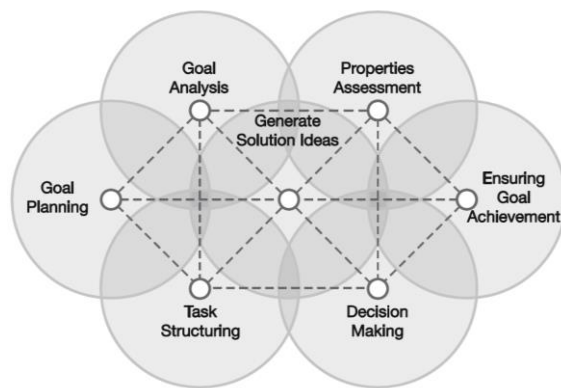 Goal
Analysis
Properties
Assessment
Generate
Solution Ideas
Goal
Planning
Ensuring
Goal
Achievement
Task
Structuring
Decision
Making